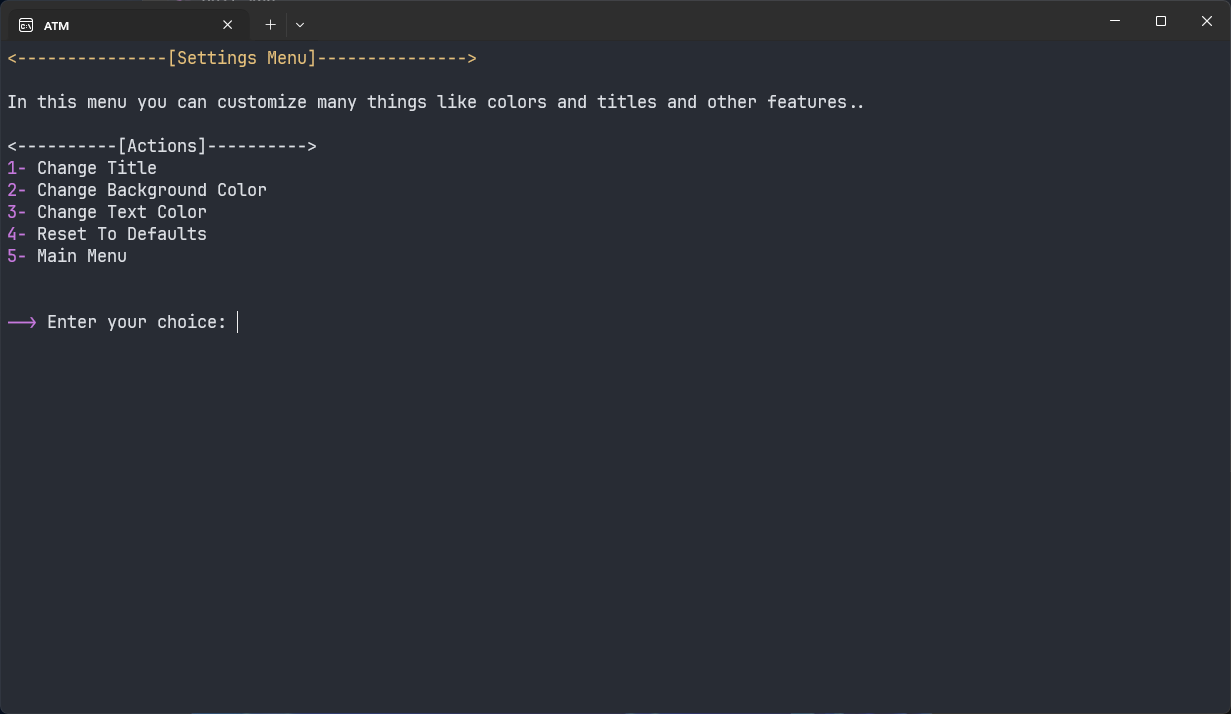 ATM
<---------------[Settings Menu]--------------->
In this menu you can customize many things like colors and titles and other features..
<----------[Actions]---------->
1- Change Title
2- Change Background Color
3- Change Text Color
4- Reset To Defaults
5- Main Menu
--> Enter your choice: